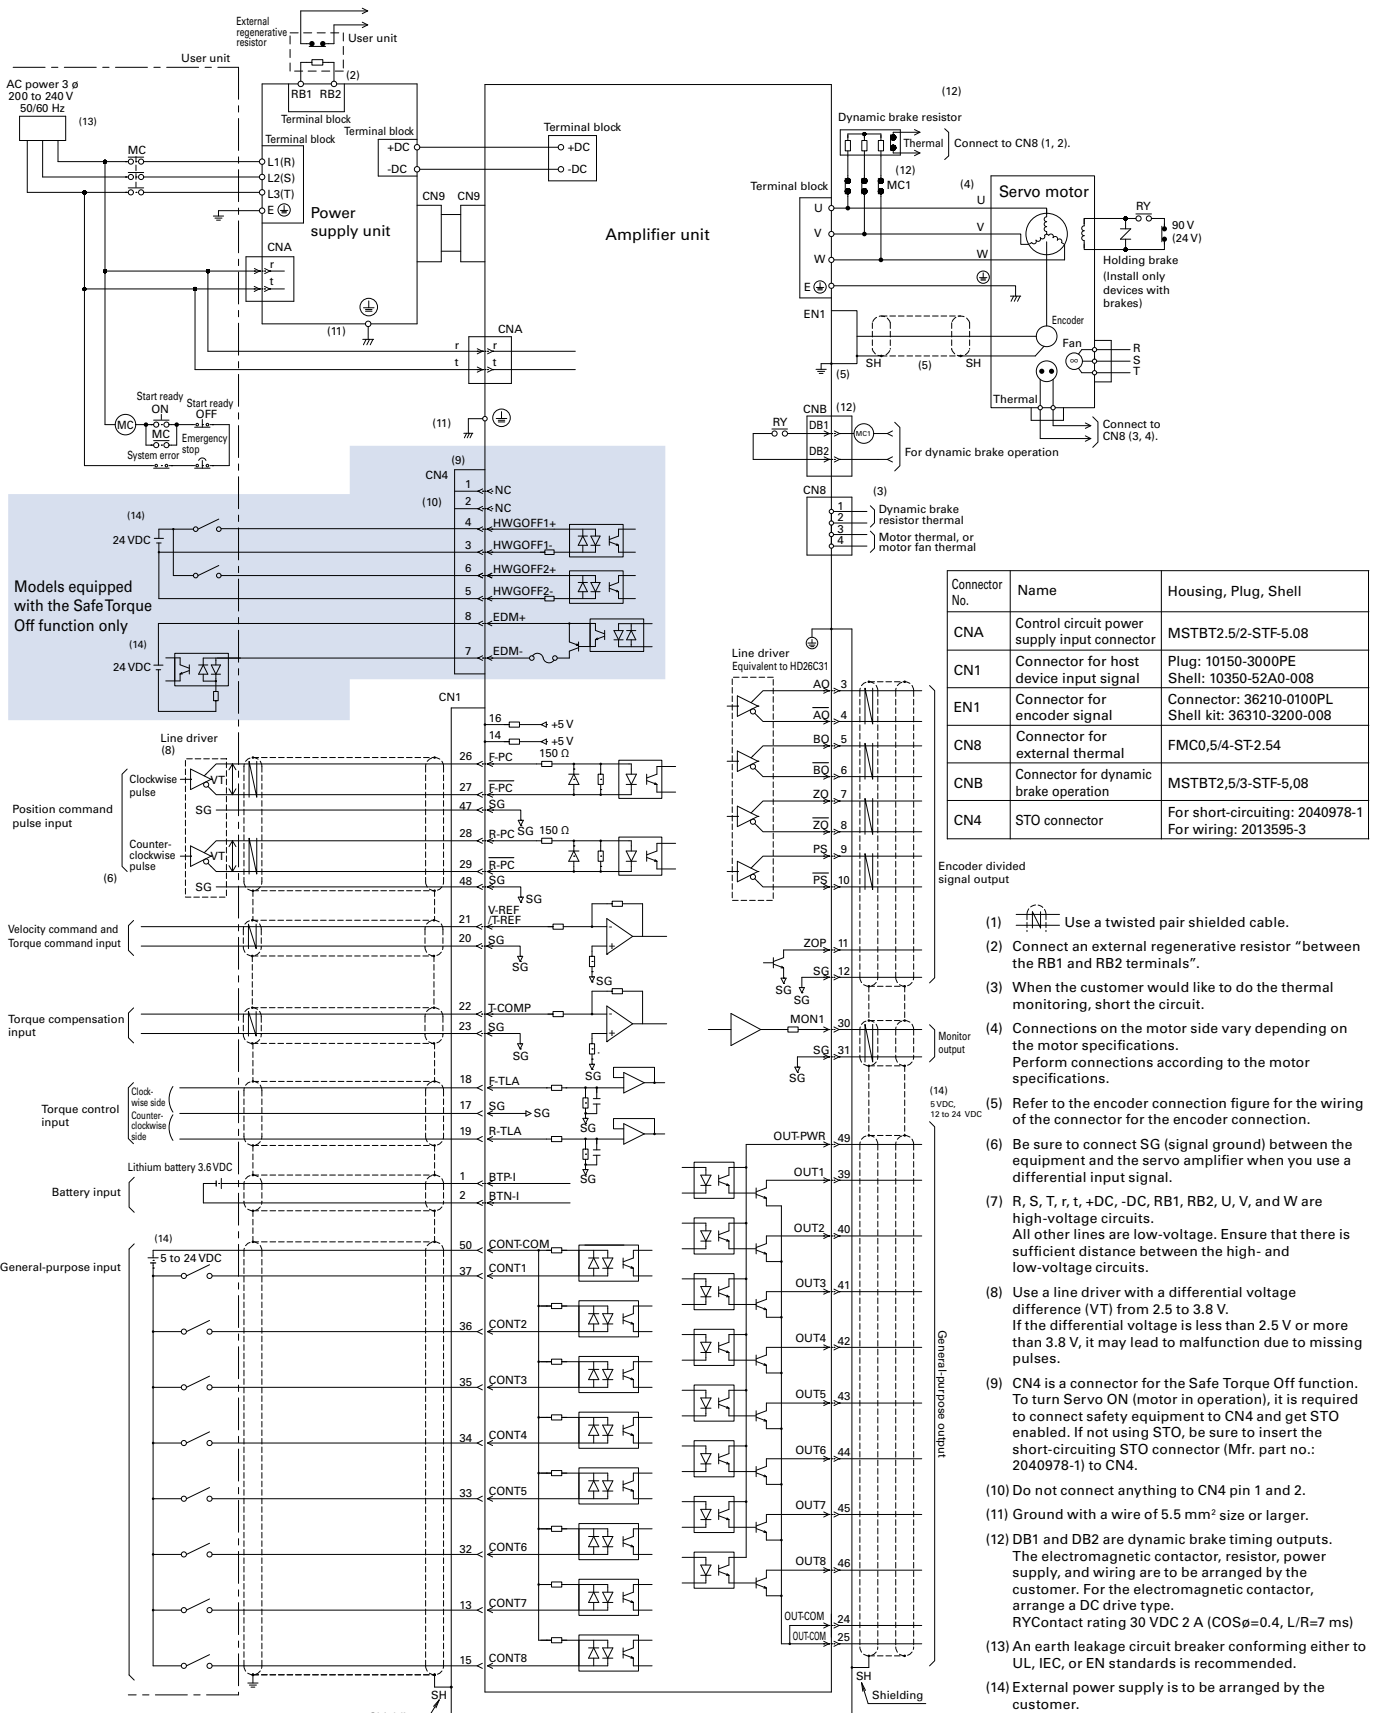 External
regenerative
resistor
User unit
User unit
(2)
RB1 RB2
Terminal block
AC power 3 ø
200 to 240 V
50/60 Hz
(13)
MC
Terminal block
L1(R)
L2(S)
L3(T)
E
Power
supply unit
Terminal block
+DC
-DC
Terminal block
+DC
-DC
CN9
CN9
CNA
r
t
(11)
CNA
r
r
t
t
(11)
Amplifier unit
(12)
Dynamic brake resistor
Thermal
Connect to CN8 (1, 2).
(12)
MC1
Terminal block
U
V
W
E
(4)
U
V
W
Servo motor
RY
90 V
(24 V)
Holding brake
(Install only
devices with
brakes)
EN1
Encoder
Fan
R
S
T
SH
(5)
SH
(5)
Thermal
Connect to
CN8 (3, 4).
Start ready
ON
Start ready
OFF
MC
MC
Emergency
stop
System error
CNB
(12)
RY
DB1
DB2
MC1
For dynamic brake operation
CN8
(3)
1
2
3
4
Dynamic brake
resistor thermal
Motor thermal, or
motor fan thermal
(9)
CN4
(10)
1 NC
2 NC
4 HWGOFF1+
3 HWGOFF1-
6 HWGOFF2+
5 HWGOFF2-
8 EDM+
7 EDM-
(14)
24 VDC
Models equipped
with the Safe Torque
Off function only
(14)
24 VDC
Connector No. Name Housing, Plug, Shell
CNA Control circuit power supply input connector MSTBT2.5/2-STF-5.08
CN1 Connector for host device input signal Plug: 10150-3000PE Shell: 10350-52A0-008
EN1 Connector for encoder signal Connector: 36210-0100PL Shell kit: 36310-3200-008
CN8 Connector for external thermal FMC0,5/4-ST-2.54
CNB Connector for dynamic brake operation MSTBT2,5/3-STF-5,08
CN4 STO connector For short-circuiting: 2040978-1 For wiring: 2013595-3
CN1
16 +5 V
14 +5 V
Line driver
(8)
Clockwise
pulse
VT
SG
Position command
pulse input
Counter-
clockwise
pulse
VT
SG
(6)
26 F-PC 150 Ω
27 F-PC
47 SG
SG
28 R-PC 150 Ω
29 R-PC
48 SG
SG
Velocity command and
Torque command input
V-REF
21 /T-REF
20 SG
SG
SG
Torque compensation
input
22 T-COMP
23 SG
SG
SG
Torque control
input
Clock-
wise side
Counter-
clockwise
side
18 F-TLA
17 SG
SG
SG
19 R-TLA
SG
Lithium battery 3.6 VDC
Battery input
1 BTP-I
2 BTN-I
(14)
5 to 24 VDC
General-purpose input
50 CONT-COM
37 CONT1
36 CONT2
35 CONT3
34 CONT4
33 CONT5
32 CONT6
13 CONT7
15 CONT8
SH
Line driver
Equivalent to HD26C31
AO 3
AO 4
BO 5
BO 6
ZO 7
ZO 8
PS 9
PS 10
Encoder divided
signal output
ZOP 11
SG 12
SG
SG
MON1 30
SG 31
SG
Monitor
output
(14)
5 VDC,
12 to 24 VDC
OUT-PWR 49
OUT1 39
OUT2 40
OUT3 41
OUT4 42
OUT5 43
OUT6 44
OUT7 45
OUT8 46
OUT-COM 24
OUT-COM 25
General-purpose output
SH
Shielding
(1) Use a twisted pair shielded cable.
(2) Connect an external regenerative resistor “between
the RB1 and RB2 terminals”.
(3) When the customer would like to do the thermal
monitoring, short the circuit.
(4) Connections on the motor side vary depending on
the motor specifications.
Perform connections according to the motor
specifications.
(5) Refer to the encoder connection figure for the wiring
of the connector for the encoder connection.
(6) Be sure to connect SG (signal ground) between the
equipment and the servo amplifier when you use a
differential input signal.
(7) R, S, T, r, t, +DC, -DC, RB1, RB2, U, V, and W are
high-voltage circuits.
All other lines are low-voltage. Ensure that there is
sufficient distance between the high- and
low-voltage circuits.
(8) Use a line driver with a differential voltage
difference (VT) from 2.5 to 3.8 V.
If the differential voltage is less than 2.5 V or more
than 3.8 V, it may lead to malfunction due to missing
pulses.
(9) CN4 is a connector for the Safe Torque Off function.
To turn Servo ON (motor in operation), it is required
to connect safety equipment to CN4 and get STO
enabled. If not using STO, be sure to insert the
short-circuiting STO connector (Mfr. part no.:
2040978-1) to CN4.
(10) Do not connect anything to CN4 pin 1 and 2.
(11) Ground with a wire of 5.5 mm² size or larger.
(12) DB1 and DB2 are dynamic brake timing outputs.
The electromagnetic contactor, resistor, power
supply, and wiring are to be arranged by the
customer. For the electromagnetic contactor,
arrange a DC drive type.
RYContact rating 30 VDC 2 A (COSø=0.4, L/R=7 ms)
(13) An earth leakage circuit breaker conforming either to
UL, IEC, or EN standards is recommended.
(14) External power supply is to be arranged by the
customer.